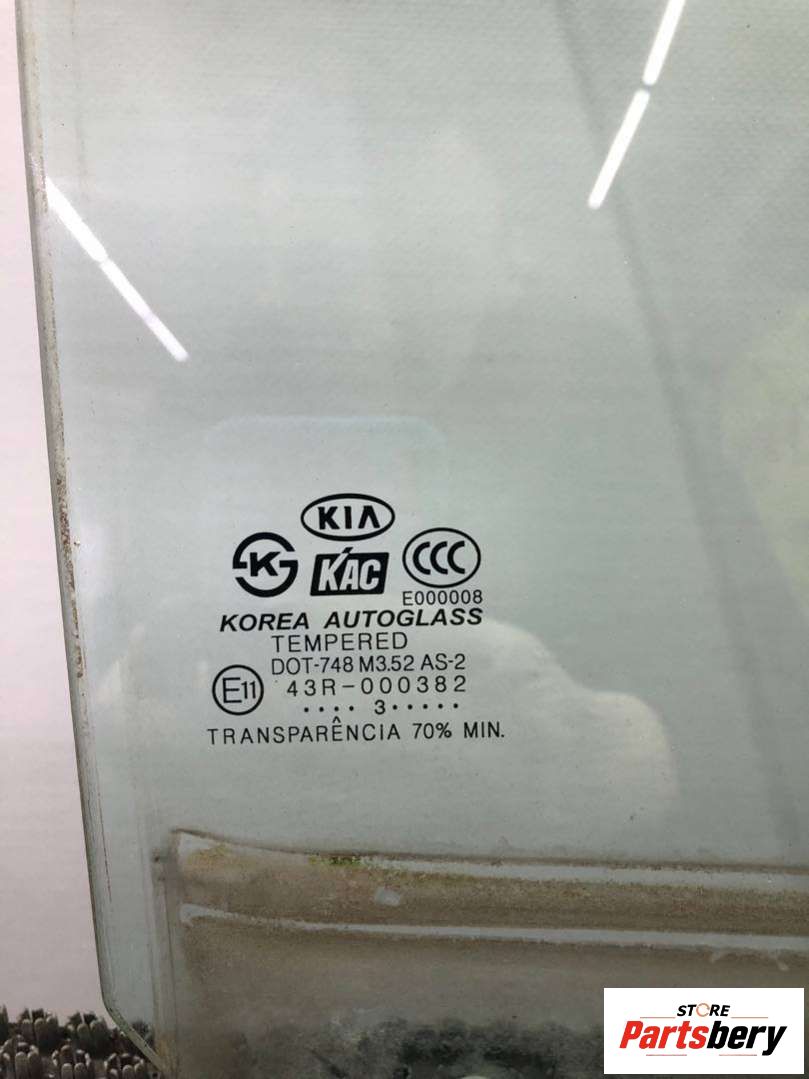 KIA
K
KAC
CCC
E000008
KOREA AUTOGLASS
TEMPERED
DOT-748 M3.52 AS-2
E11
43R-000382
.... 3.....
TRANSPARÊNCIA 70% MIN.
STORE
Partsbery